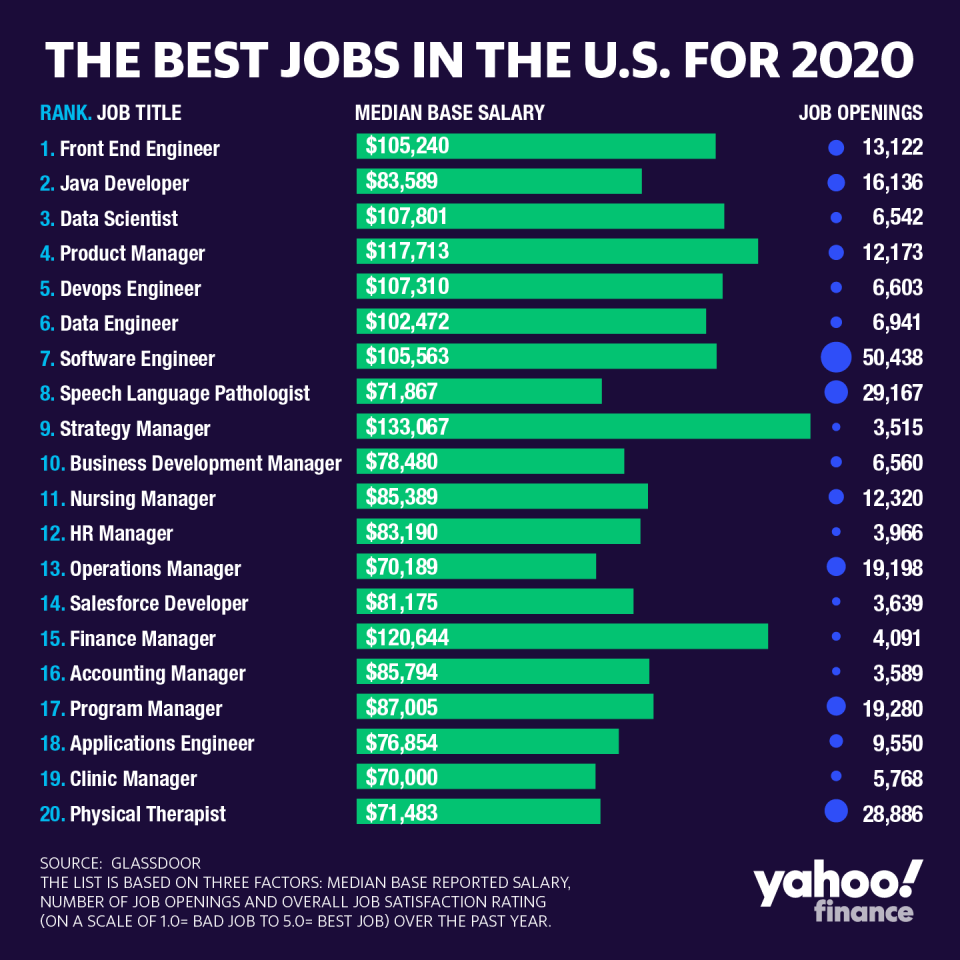 THE BEST JOBS IN THE U.S. FOR 2020
RANK. JOB TITLE MEDIAN BASE SALARY JOB OPENINGS
1. Front End Engineer $105,240 13,122
2. Java Developer $83,589 16,136
3. Data Scientist $107,801 6,542
4. Product Manager $117,713 12,173
5. Devops Engineer $107,310 6,603
6. Data Engineer $102,472 6,941
7. Software Engineer $105,563 50,438
8. Speech Language Pathologist $71,867 29,167
9. Strategy Manager $133,067 3,515
10. Business Development Manager $78,480 6,560
11. Nursing Manager $85,389 12,320
12. HR Manager $83,190 3,966
13. Operations Manager $70,189 19,198
14. Salesforce Developer $81,175 3,639
15. Finance Manager $120,644 4,091
16. Accounting Manager $85,794 3,589
17. Program Manager $87,005 19,280
18. Applications Engineer $76,854 9,550
19. Clinic Manager $70,000 5,768
20. Physical Therapist $71,483 28,886
SOURCE: GLASSDOOR
THE LIST IS BASED ON THREE FACTORS: MEDIAN BASE REPORTED SALARY,
NUMBER OF JOB OPENINGS AND OVERALL JOB SATISFACTION RATING
(ON A SCALE OF 1.0= BAD JOB TO 5.0= BEST JOB) OVER THE PAST YEAR.
yahoo!
finance